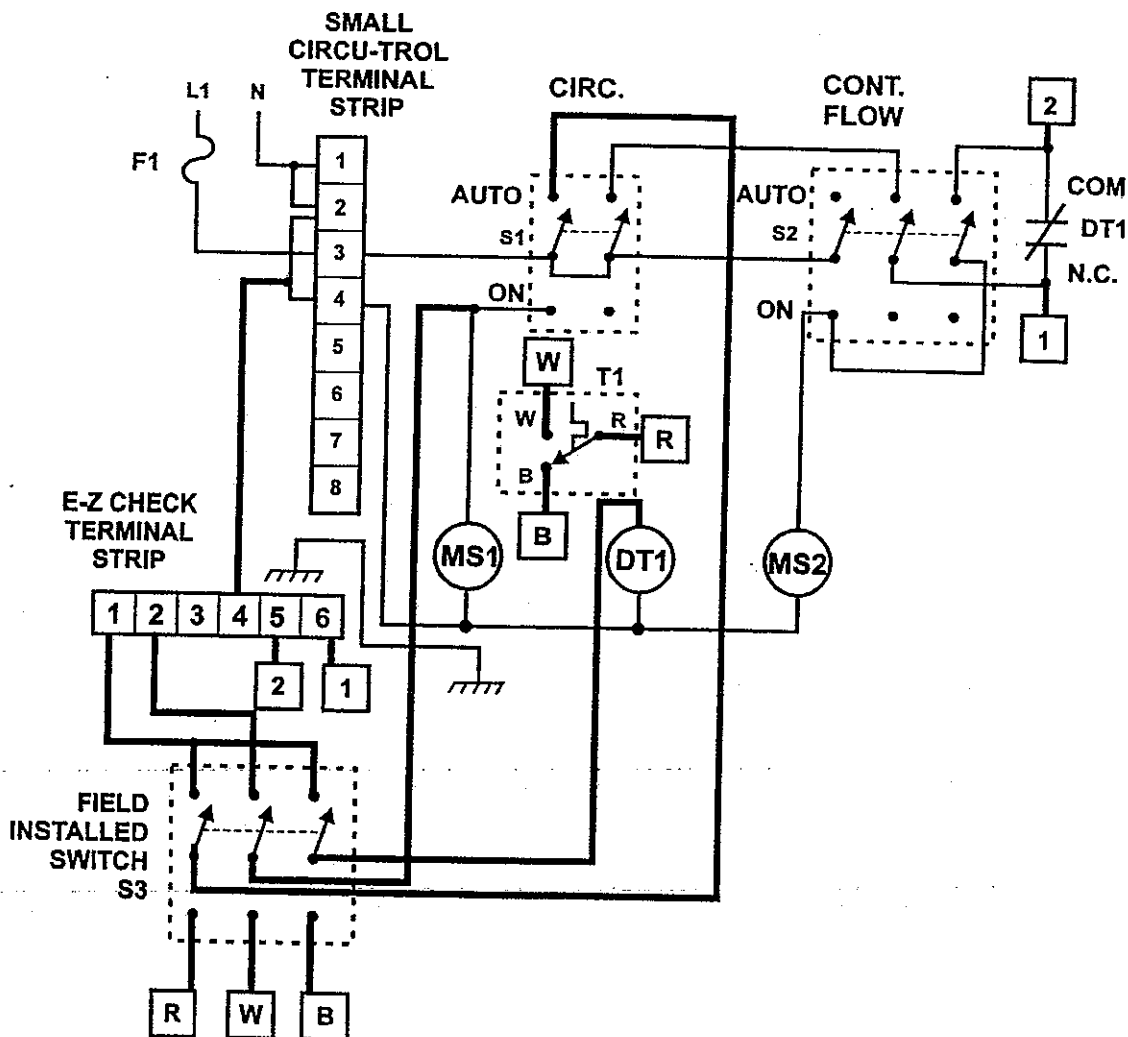 SMALL
CIRCU-TROL
TERMINAL
STRIP
L1
N
F1
1
2
3
4
5
6
7
8
CIRC.
AUTO
S1
ON
CONT.
FLOW
AUTO
S2
ON
2
COM
DT1
N.C.
1
W
T1
W
R
R
B
B
MS1
DT1
MS2
E-Z CHECK
TERMINAL
STRIP
1 2 3 4 5 6
2
1
FIELD
INSTALLED
SWITCH
S3
R
W
B